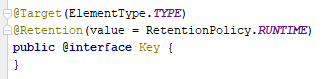 @Target(ElementType.TYPE)
@Retention(value = RetentionPolicy.RUNTIME)
public @interface Key {
}